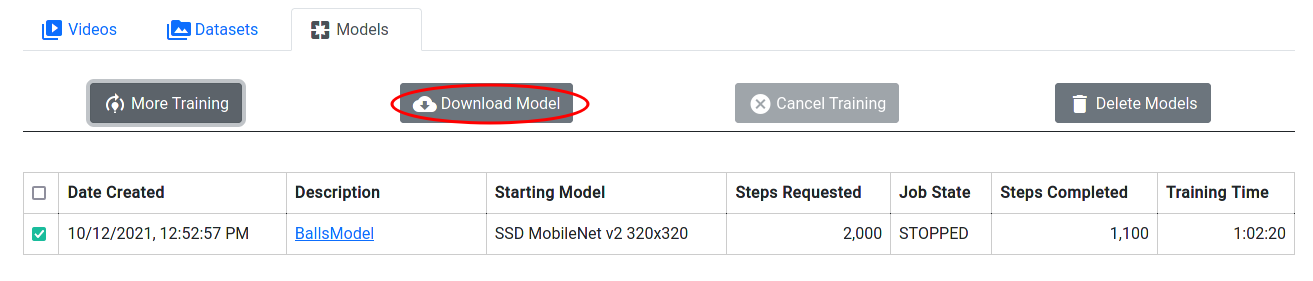 Videos Datasets Models
More Training Download Model Cancel Training Delete Models
Date Created Description Starting Model Steps Requested Job State Steps Completed Training Time
10/12/2021, 12:52:57 PM BallsModel SSD MobileNet v2 320x320 2,000 STOPPED 1,100 1:02:20